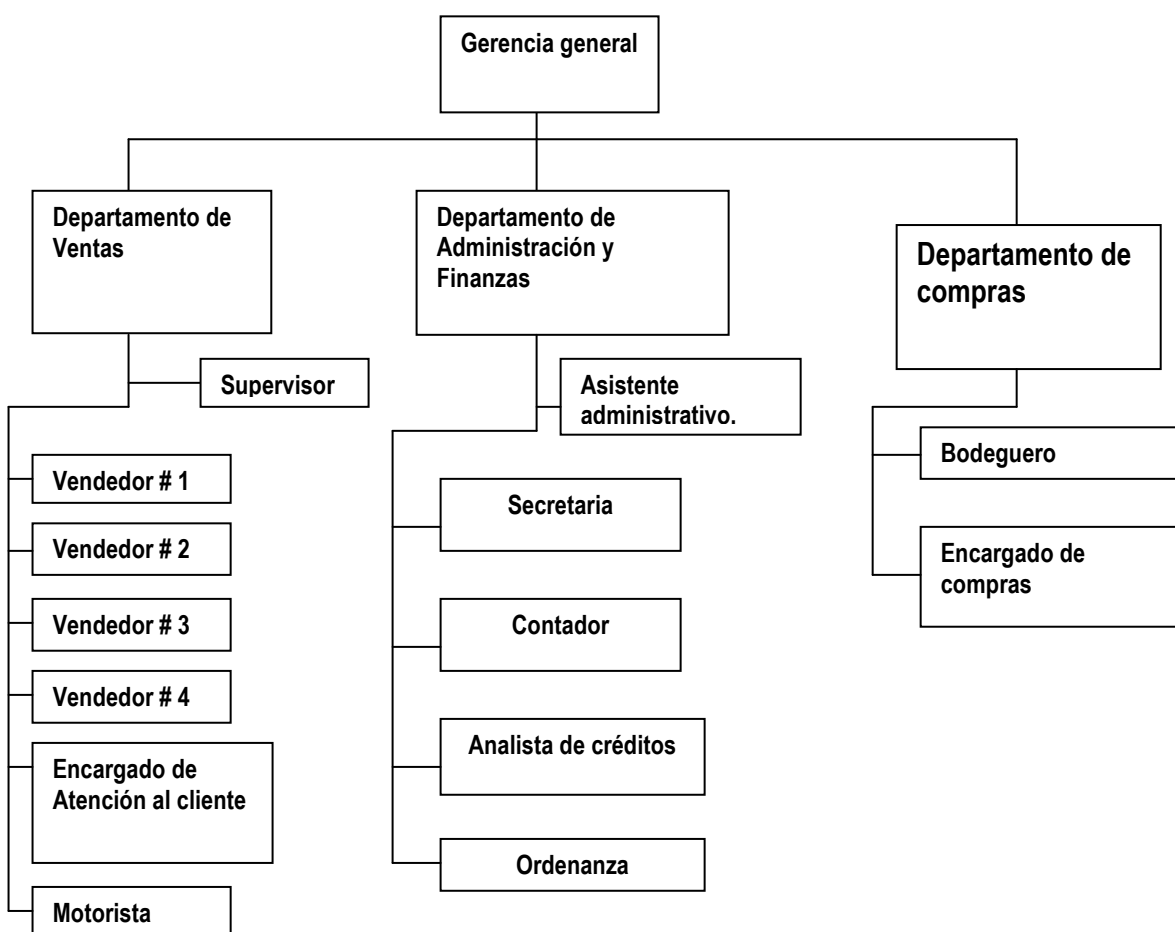 Gerencia general
Departamento de
Ventas
Departamento de
Administración y
Finanzas
Departamento de
compras
Supervisor
Asistente
administrativo.
Vendedor # 1
Vendedor # 2
Vendedor # 3
Vendedor # 4
Encargado de
Atención al cliente
Motorista
Secretaria
Contador
Analista de créditos
Ordenanza
Bodeguero
Encargado de
compras